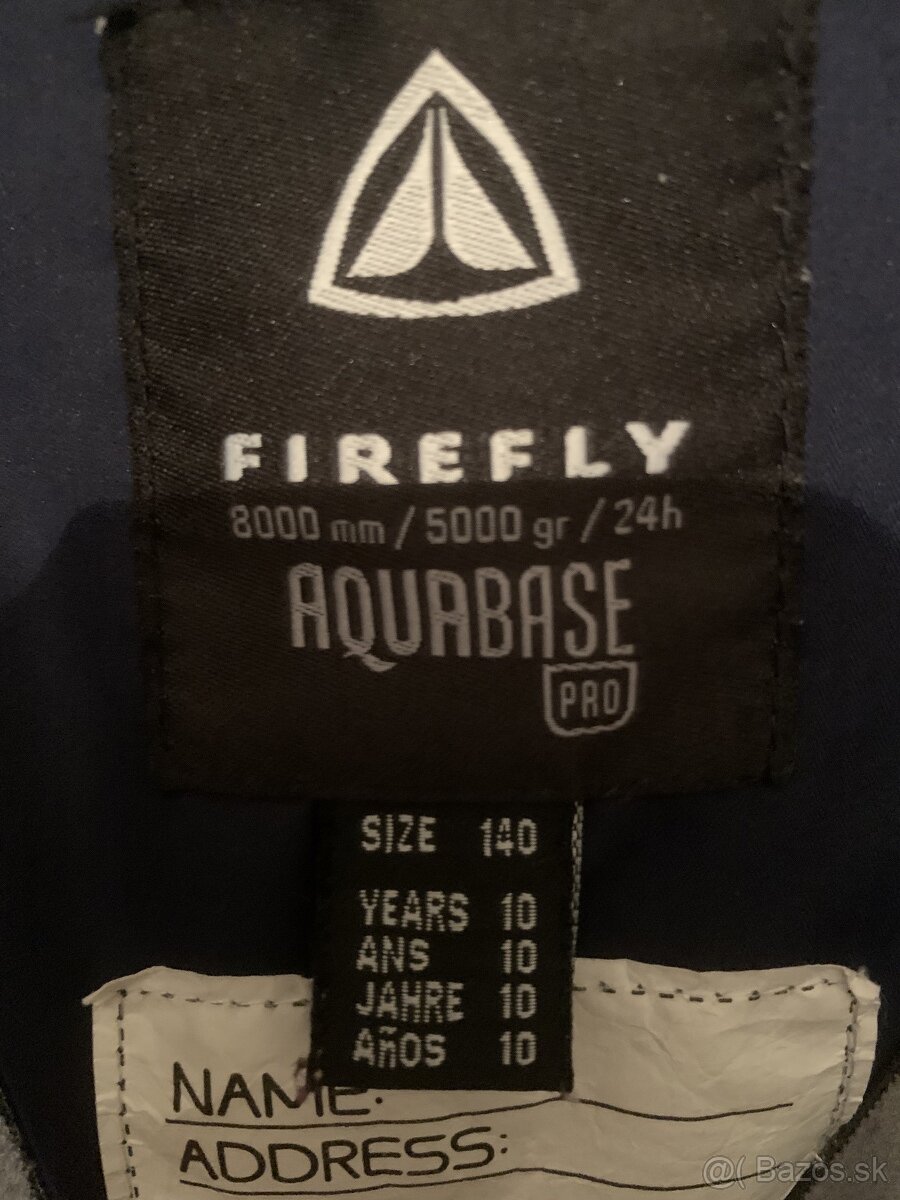 FIREFLY
8000 mm / 5000 gr / 24h
AQUABASE
PRO
SIZE 140
YEARS 10
ANS 10
JAHRE 10
AÑOS 10
NAME:
ADDRESS:
@( Bazos.sk